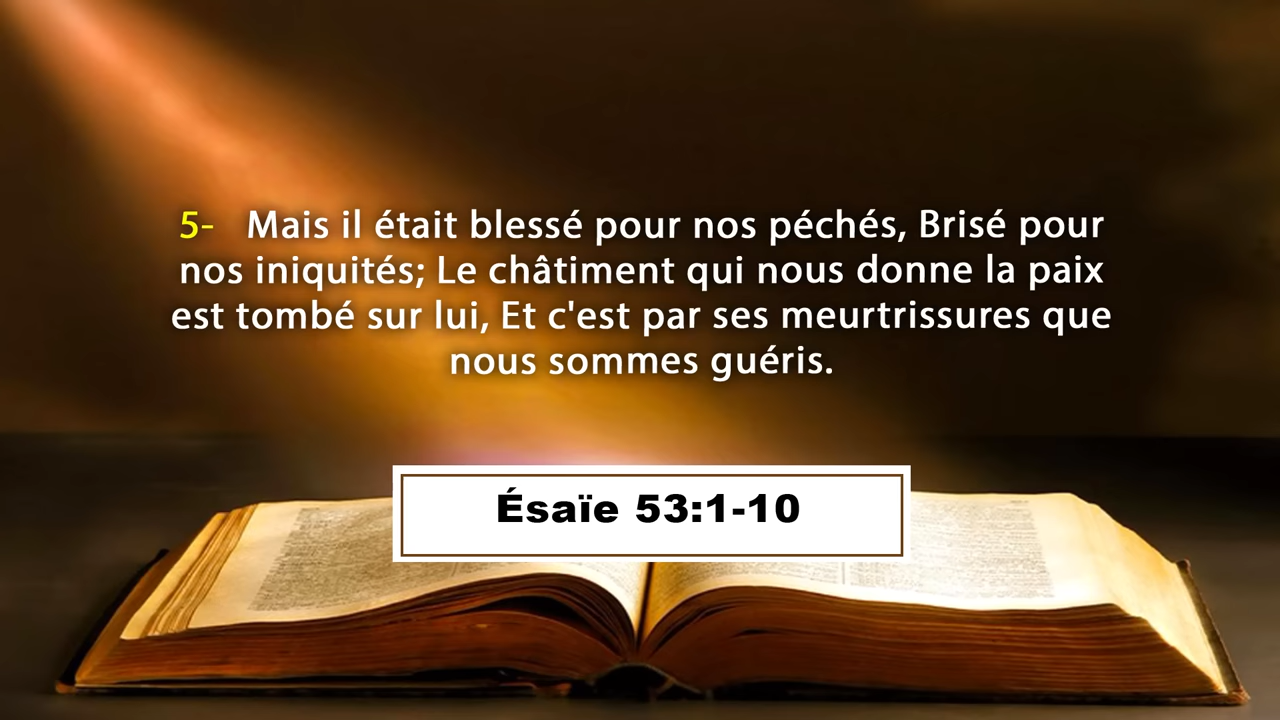 5- Mais il était blessé pour nos péchés, Brisé pour
nos iniquités; Le châtiment qui nous donne la paix
est tombé sur lui, Et c'est par ses meurtrissures que
nous sommes guéris.
Ésaïe 53:1-10